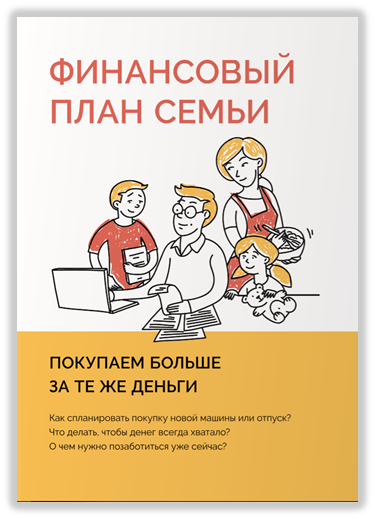 ФИНАНСОВЫЙ
ПЛАН СЕМЬИ
ПОКУПАЕМ БОЛЬШЕ
ЗА ТЕ ЖЕ ДЕНЬГИ
Как спланировать покупку новой машины или отпуск?
Что делать, чтобы денег всегда хватало?
О чем нужно позаботиться уже сейчас?